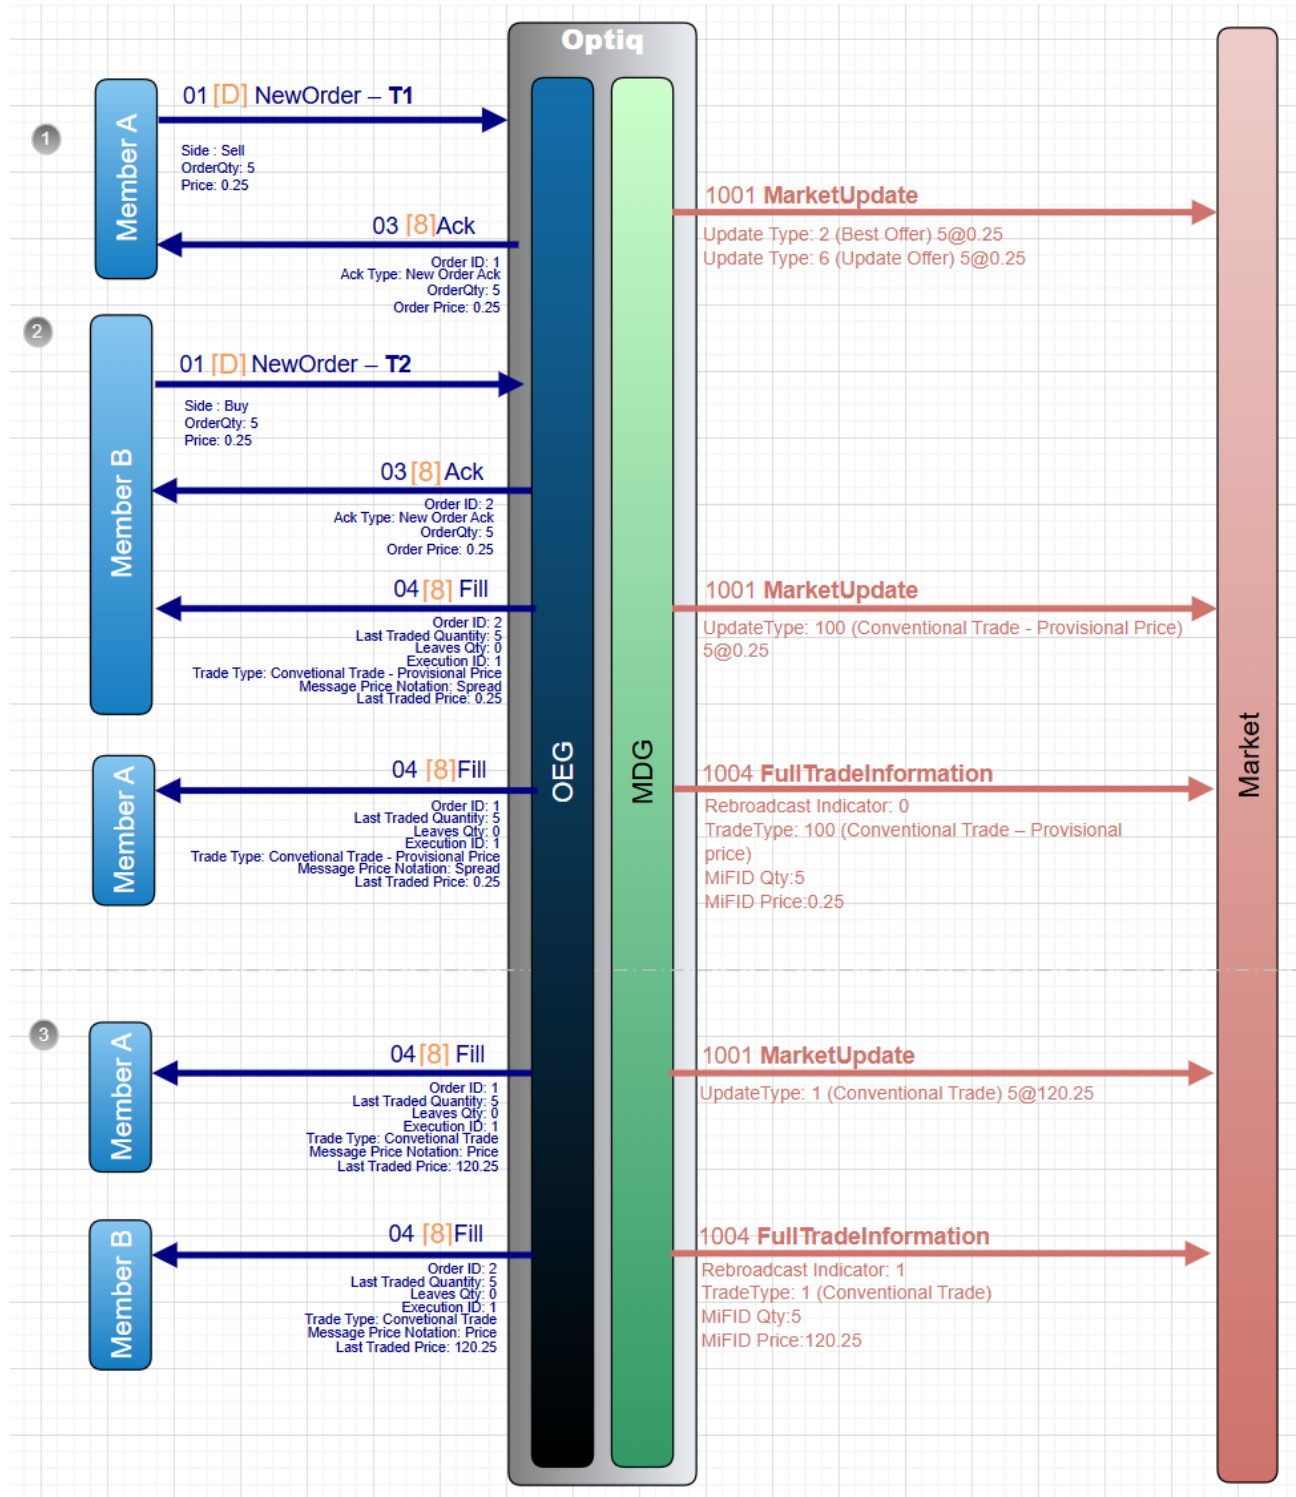 Optiq
1
Member A
01 [D] NewOrder – T1
Side : Sell
OrderQty: 5
Price: 0.25
1001 MarketUpdate
Update Type: 2 (Best Offer) 5@0.25
Update Type: 6 (Update Offer) 5@0.25
03 [8]Ack
Order ID: 1
Ack Type: New Order Ack
OrderQty: 5
Order Price: 0.25
2
Member B
01 [D] NewOrder – T2
Side : Buy
OrderQty: 5
Price: 0.25
03 [8] Ack
Order ID: 2
Ack Type: New Order Ack
OrderQty: 5
Order Price: 0.25
04 [8] Fill
Order ID: 2
Last Traded Quantity: 5
Leaves Qty: 0
Execution ID: 1
Trade Type: Convetional Trade - Provisional Price
Message Price Notation: Spread
Last Traded Price: 0.25
1001 MarketUpdate
UpdateType: 100 (Conventional Trade - Provisional Price)
5@0.25
OEG
MDG
Market
Member A
04 [8]Fill
Order ID: 1
Last Traded Quantity: 5
Leaves Qty: 0
Execution ID: 1
Trade Type: Convetional Trade - Provisional Price
Message Price Notation: Spread
Last Traded Price: 0.25
1004 FullTradeInformation
Rebroadcast Indicator: 0
TradeType: 100 (Conventional Trade – Provisional
price)
MiFID Qty:5
MiFID Price:0.25
3
Member A
04 [8] Fill
Order ID: 1
Last Traded Quantity: 5
Leaves Qty: 0
Execution ID: 1
Trade Type: Convetional Trade
Message Price Notation: Price
Last Traded Price: 120.25
1001 MarketUpdate
UpdateType: 1 (Conventional Trade) 5@120.25
Member B
04 [8]Fill
Order ID: 2
Last Traded Quantity: 5
Leaves Qty: 0
Execution ID: 1
Trade Type: Convetional Trade
Message Price Notation: Price
Last Traded Price: 120.25
1004 FullTradeInformation
Rebroadcast Indicator: 1
TradeType: 1 (Conventional Trade)
MiFID Qty:5
MiFID Price:120.25